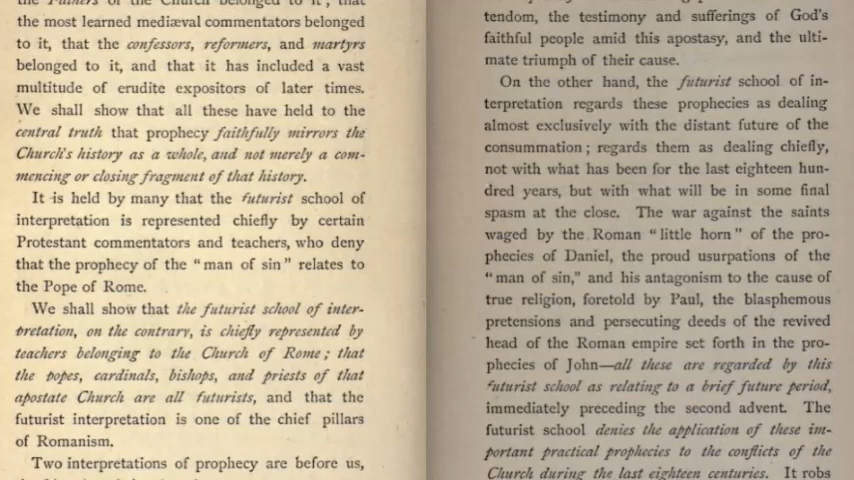 the Fathers of the Church belonged to it, that
the most learned mediæval commentators belonged
to it, that the confessors, reformers, and martyrs
belonged to it, and that it has included a vast
multitude of erudite expositors of later times.
We shall show that all these have held to the
central truth that prophecy faithfully mirrors the
Church's history as a whole, and not merely a com-
mencing or closing fragment of that history.
It is held by many that the futurist school of
interpretation is represented chiefly by certain
Protestant commentators and teachers, who deny
that the prophecy of the "man of sin" relates to
the Pope of Rome.
We shall show that the futurist school of inter-
pretation, on the contrary, is chiefly represented by
teachers belonging to the Church of Rome; that
the popes, cardinals, bishops, and priests of that
apostate Church are all futurists, and that the
futurist interpretation is one of the chief pillars
of Romanism.
Two interpretations of prophecy are before us,
tendom, the testimony and sufferings of God's
faithful people amid this apostasy, and the ulti-
mate triumph of their cause.
On the other hand, the futurist school of in-
terpretation regards these prophecies as dealing
almost exclusively with the distant future of the
consummation; regards them as dealing chiefly,
not with what has been for the last eighteen hun-
dred years, but with what will be in some final
spasm at the close. The war against the saints
waged by the Roman "little horn" of the pro-
phecies of Daniel, the proud usurpations of the
"man of sin," and his antagonism to the cause of
true religion, foretold by Paul, the blasphemous
pretensions and persecuting deeds of the revived
head of the Roman empire set forth in the pro-
phecies of John—all these are regarded by this
futurist school as relating to a brief future period,
immediately preceding the second advent. The
futurist school denies the application of these im-
portant practical prophecies to the conflicts of the
Church during the last eighteen centuries. It robs